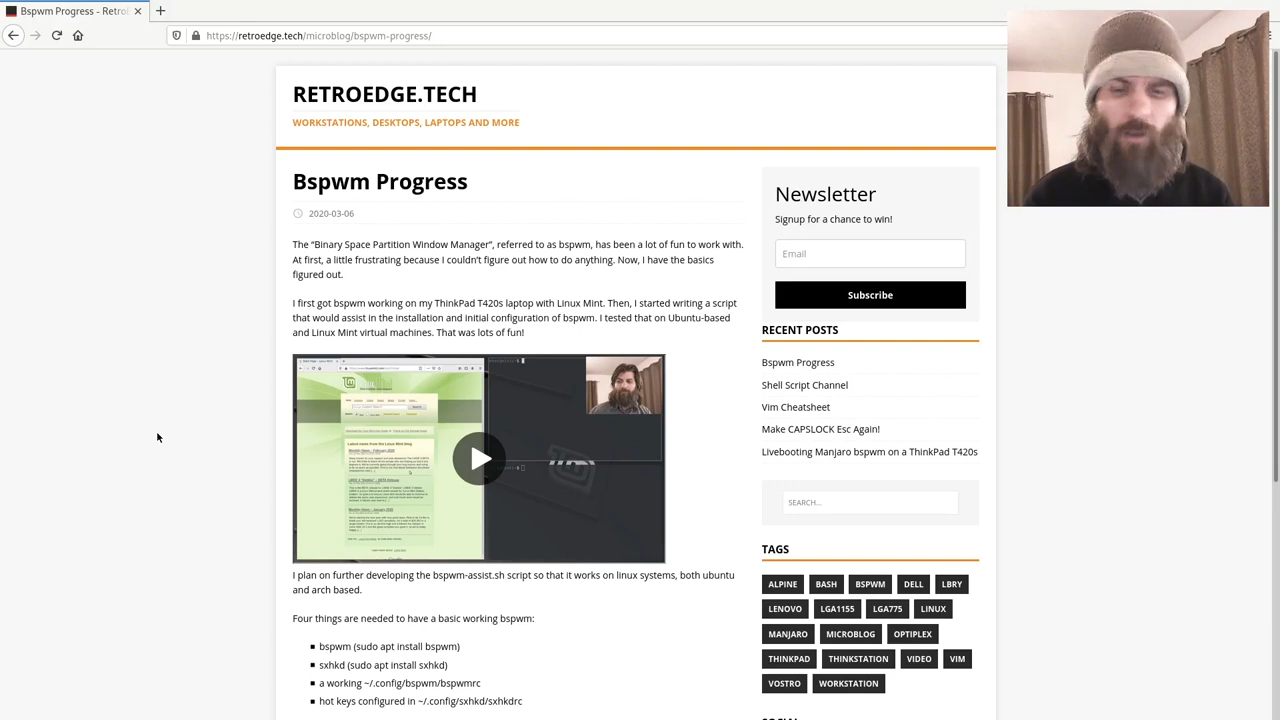 Bspwm Progress - Retro
https://retroedge.tech/microblog/bspwm-progress/
RETROEDGE.TECH
WORKSTATIONS, DESKTOPS, LAPTOPS AND MORE
Bspwm Progress
2020-03-06
The “Binary Space Partition Window Manager”, referred to as bspwm, has been a lot of fun to work with.
At first, a little frustrating because I couldn’t figure out how to do anything. Now, I have the basics
figured out.
I first got bspwm working on my ThinkPad T420s laptop with Linux Mint. Then, I started writing a script
that would assist in the installation and initial configuration of bspwm. I tested that on Ubuntu-based
and Linux Mint virtual machines. That was lots of fun!
I plan on further developing the bspwm-assist.sh script so that it works on linux systems, both ubuntu
and arch based.
Four things are needed to have a basic working bspwm:
bspwm (sudo apt install bspwm)
sxhkd (sudo apt install sxhkd)
a working ~/.config/bspwm/bspwmrc
hot keys configured in ~/.config/sxhkd/sxhkdrc
Newsletter
Signup for a chance to win!
Email
Subscribe
RECENT POSTS
Bspwm Progress
Shell Script Channel
Vim Cheatsheet
Make CAPSLOCK Esc Again!
Livebooting Manjaro bspwm on a ThinkPad T420s
SEARCH...
TAGS
ALPINE BASH BSPWM DELL LBRY
LENOVO LGA1155 LGA775 LINUX
MANJARO MICROBLOG OPTIPLEX
THINKPAD THINKSTATION VIDEO VIM
VOSTRO WORKSTATION